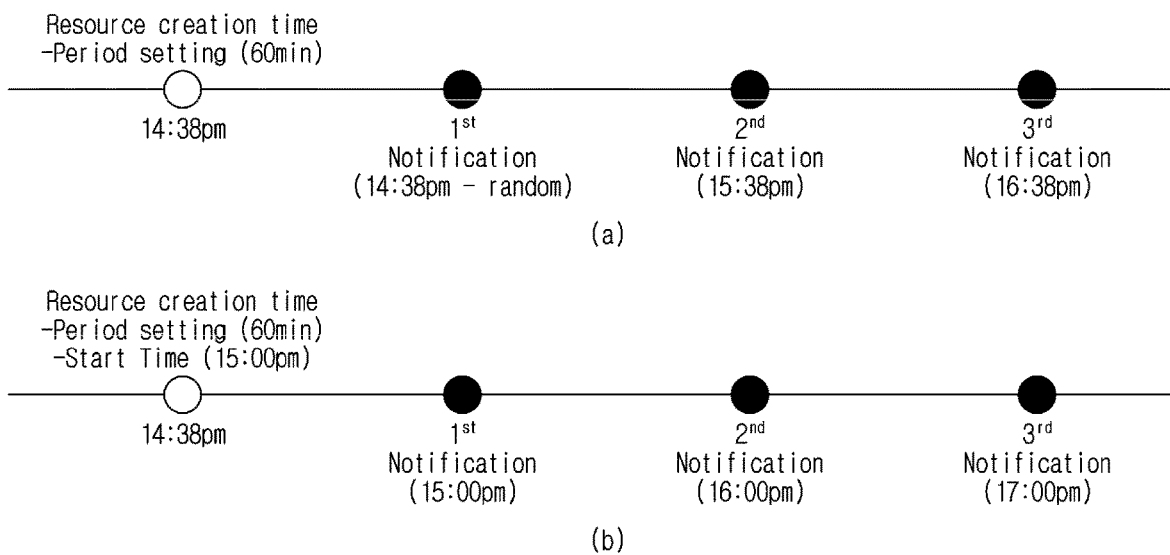 Resource creation time
-Period setting (60min)
14:38pm
1st
Notification
(14:38pm - random)
2nd
Notification
(15:38pm)
3rd
Notification
(16:38pm)
(a)
Resource creation time
-Period setting (60min)
-Start Time (15:00pm)
14:38pm
1st
Notification
(15:00pm)
2nd
Notification
(16:00pm)
3rd
Notification
(17:00pm)
(b)